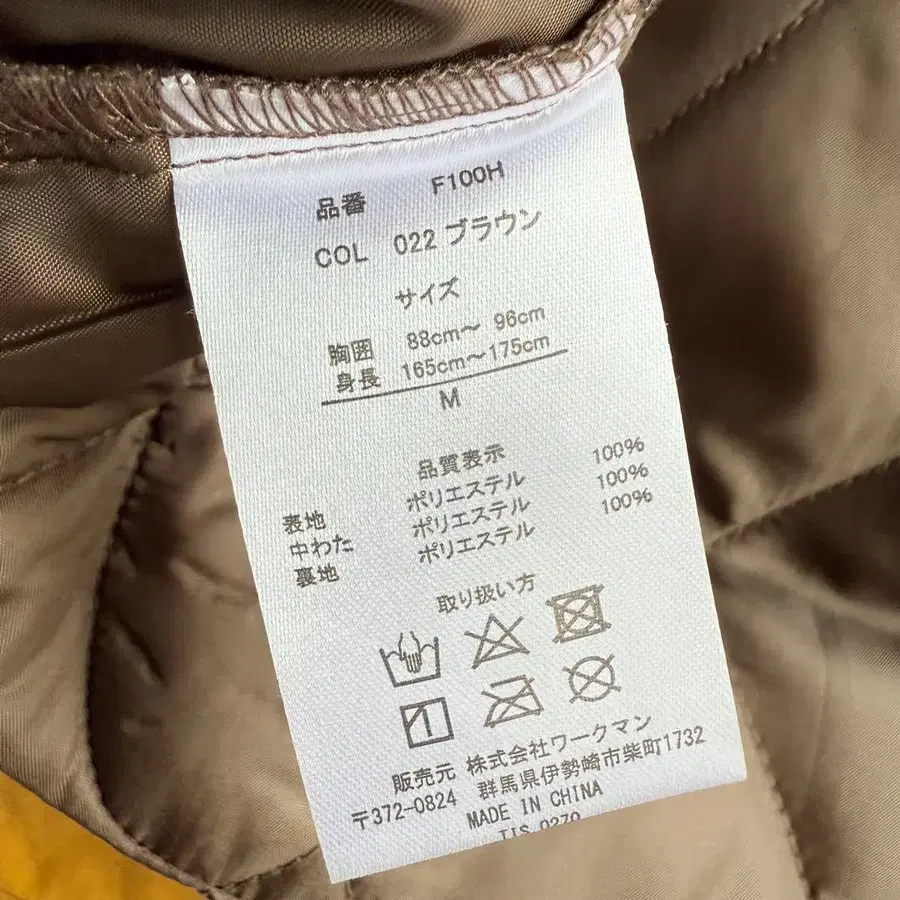 品番 F100H
COL 022 ブラウン
サイズ
胸囲 88cm～ 96cm
身長 165cm～175cm
M
品質表示
表地 ポリエステル 100%
中わた ポリエステル 100%
裏地 ポリエステル 100%
取り扱い方
販売元 株式会社ワークマン
〒372-0824 群馬県伊勢崎市柴町1732
MADE IN CHINA
TIS 0270